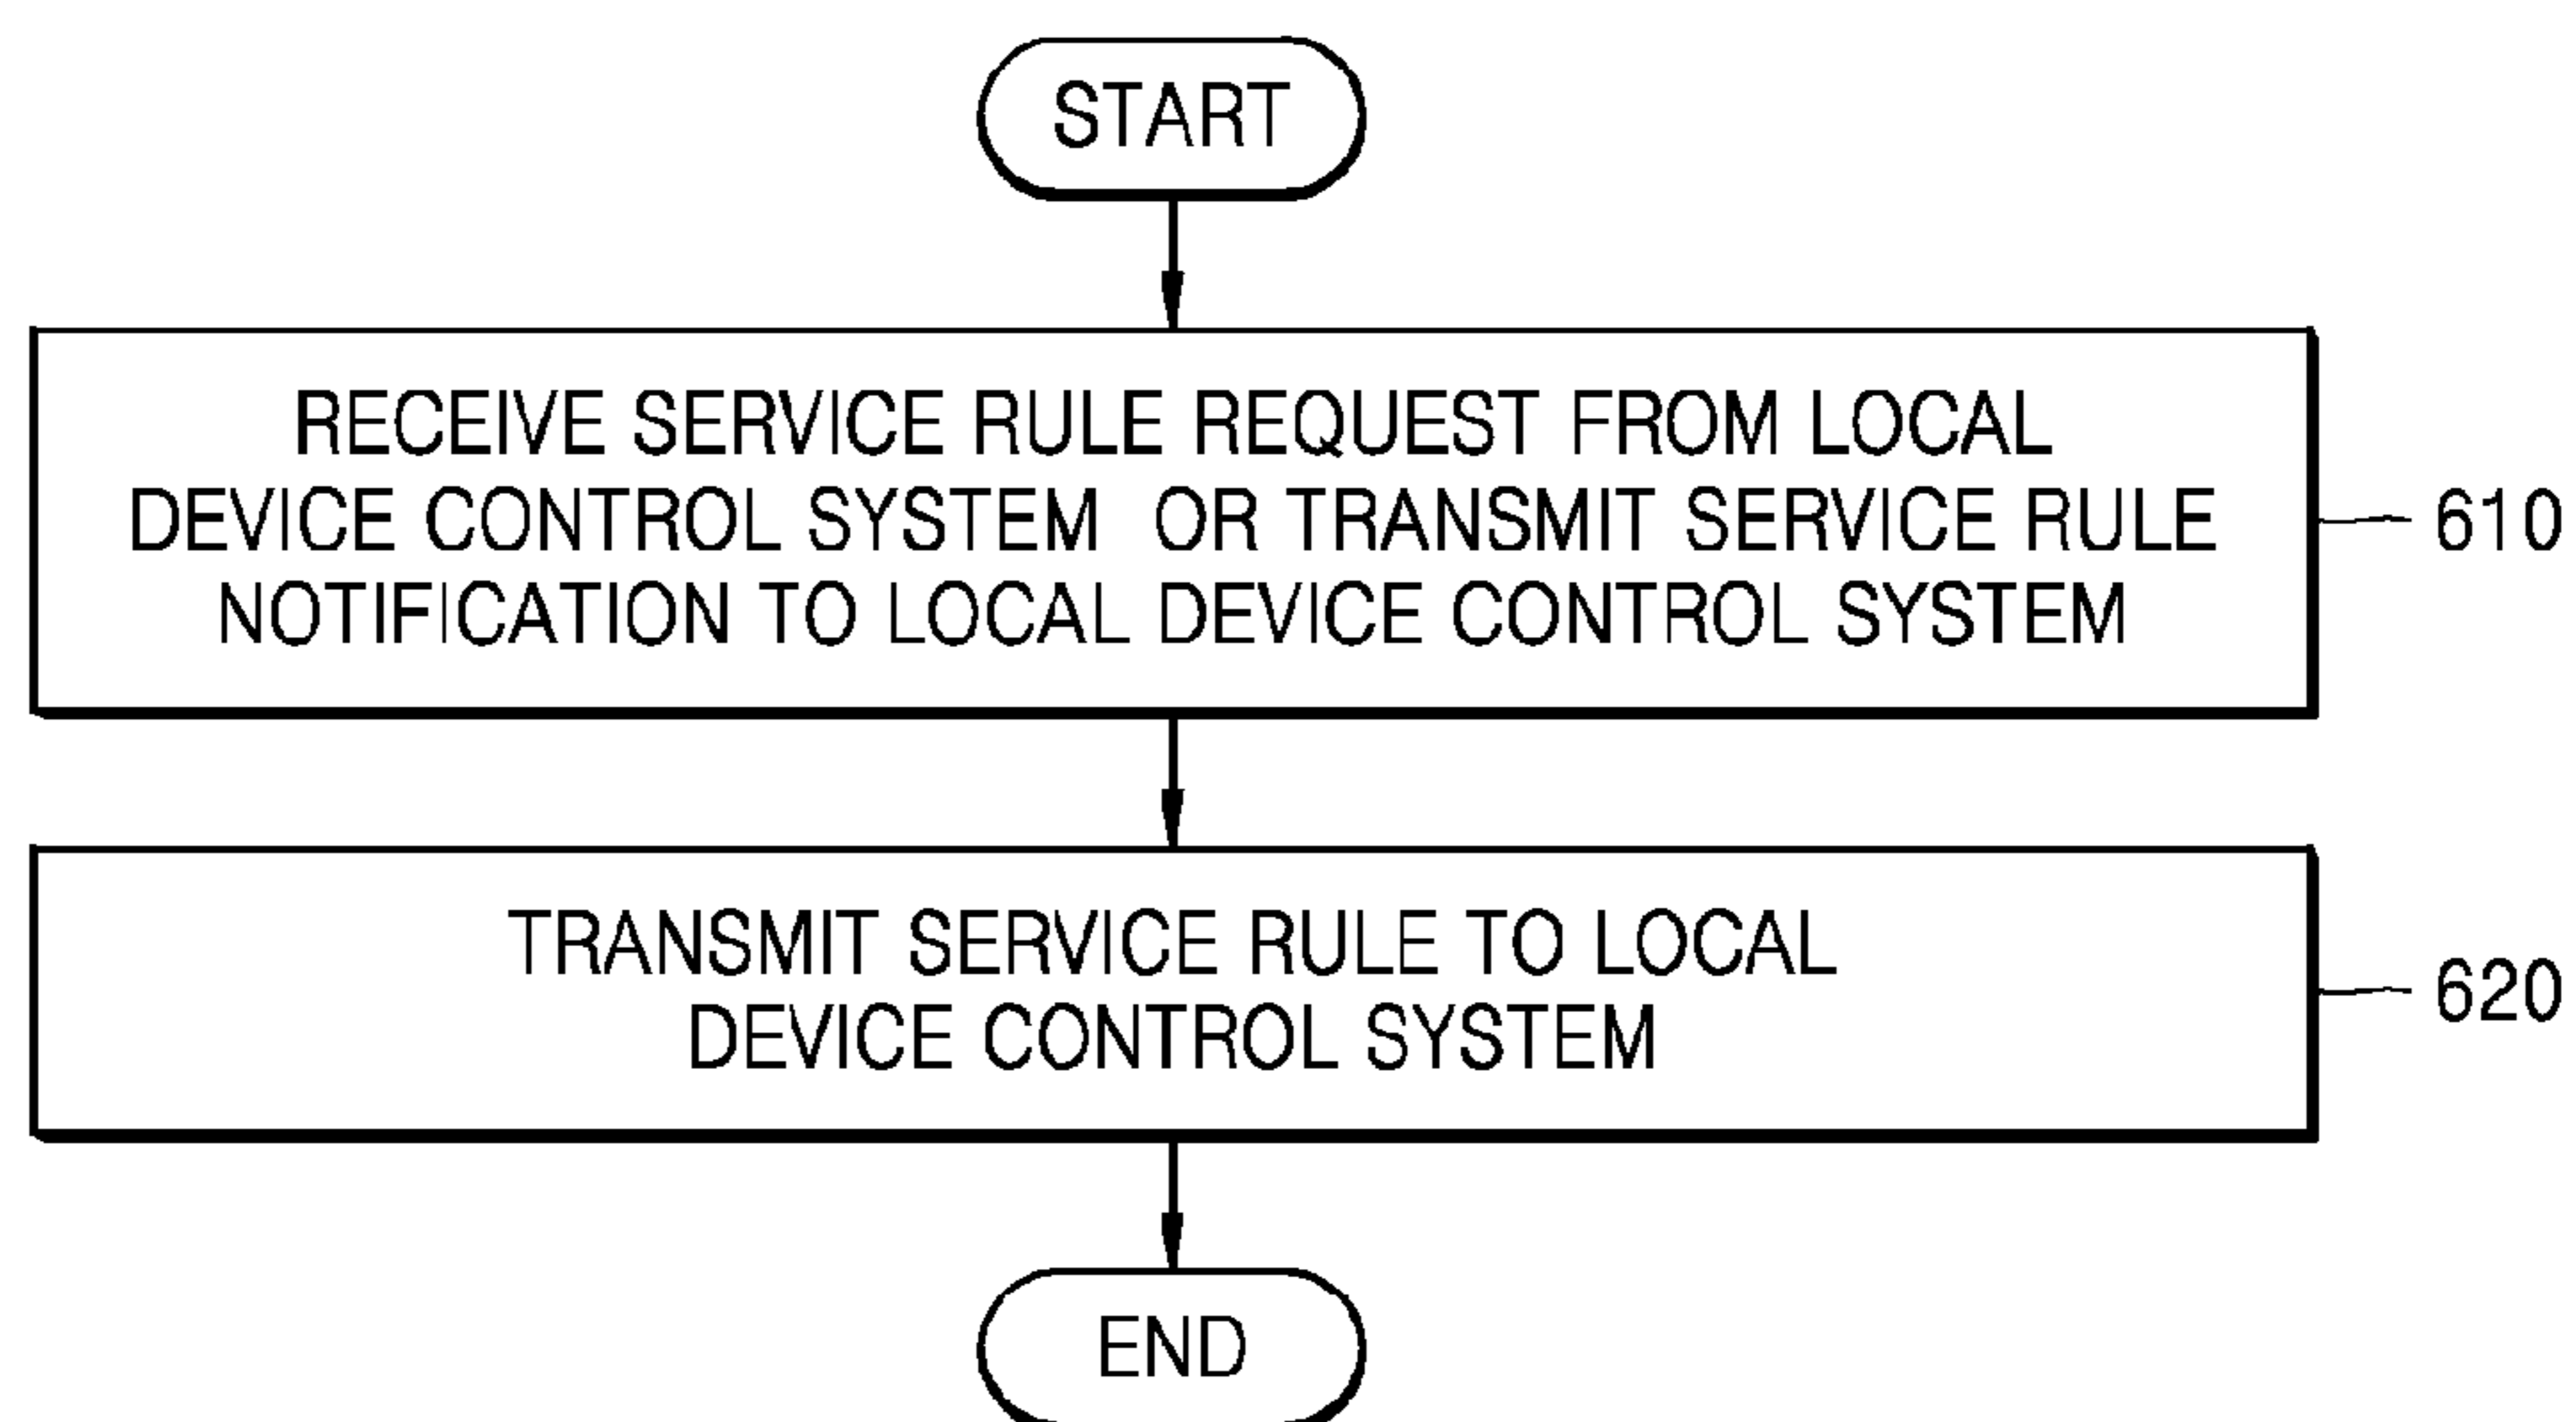 START
RECEIVE SERVICE RULE REQUEST FROM LOCAL
DEVICE CONTROL SYSTEM OR TRANSMIT SERVICE RULE
NOTIFICATION TO LOCAL DEVICE CONTROL SYSTEM
610
TRANSMIT SERVICE RULE TO LOCAL
DEVICE CONTROL SYSTEM
620
END